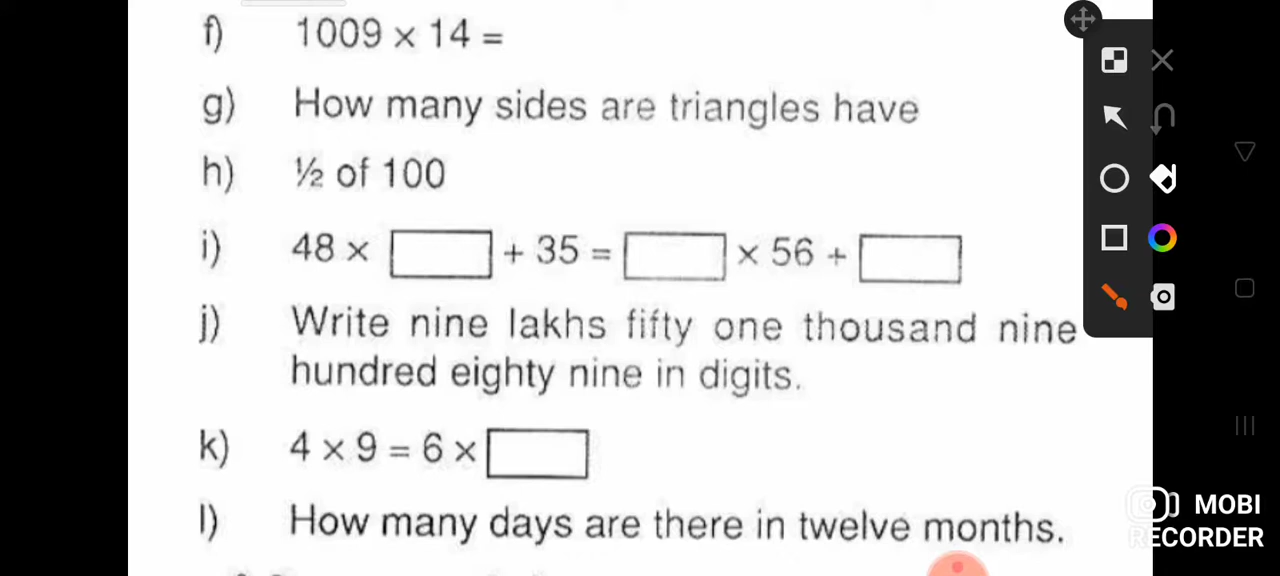 f) 1009 × 14 =
g) How many sides are triangles have
h) ½ of 100
i) 48 × + 35 = × 56 +
j) Write nine lakhs fifty one thousand nine
hundred eighty nine in digits.
k) 4 × 9 = 6 ×
l) How many days are there in twelve months.
MOBI
RECORDER